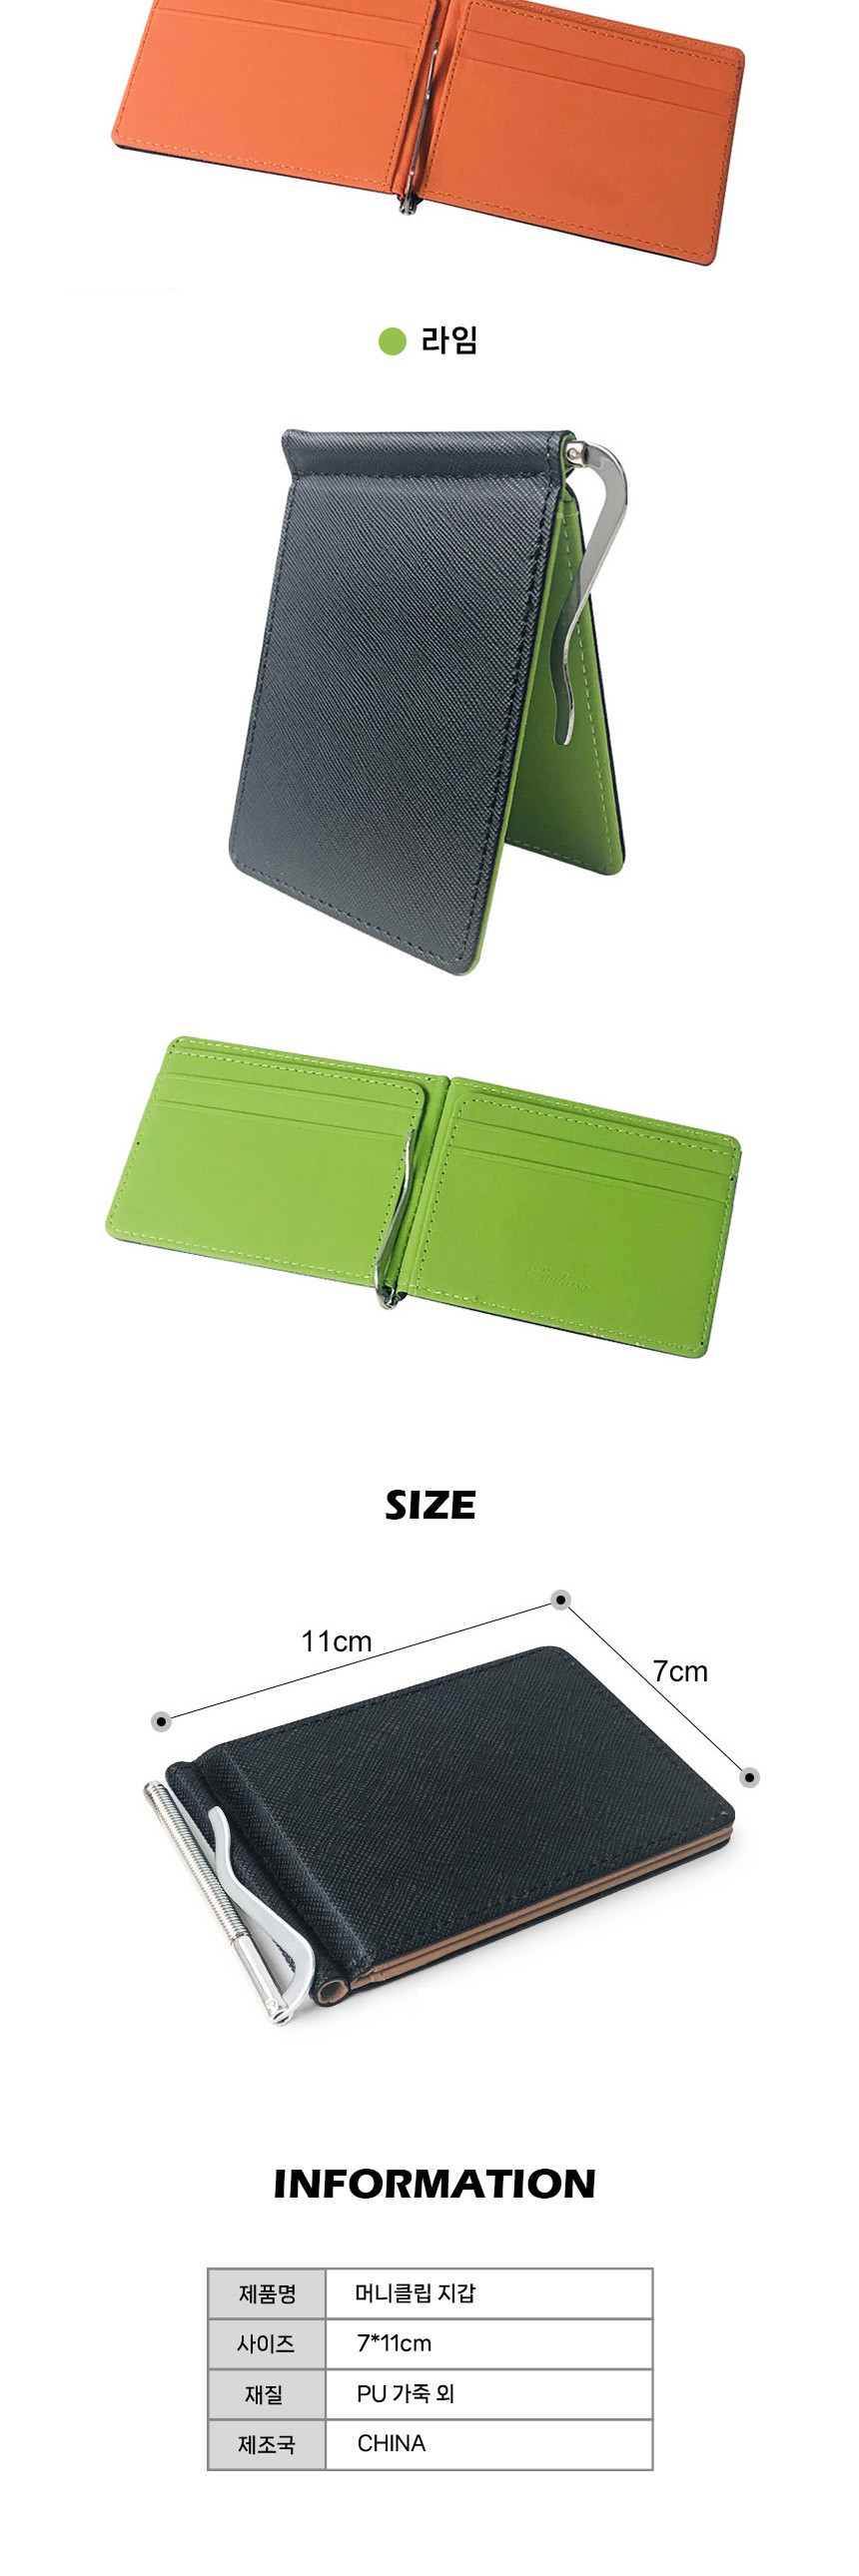 라임
SIZE
11cm
7cm
INFORMATION
제품명 머니클립 지갑
사이즈 7*11cm
재질 PU 가죽 외
제조국 CHINA